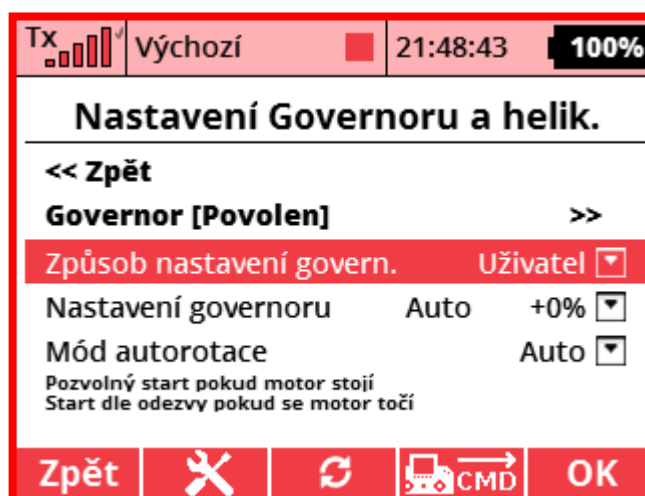 Tx Výchozí 21:48:43 100%
Nastavení Governoru a helik.
<< Zpět
Governor [Povolen] >>
Způsob nastavení govern. Uživatel
Nastavení governoru Auto +0%
Mód autorotace Auto
Pozvolný start pokud motor stojí
Start dle odezvy pokud se motor točí
Zpět CMD OK